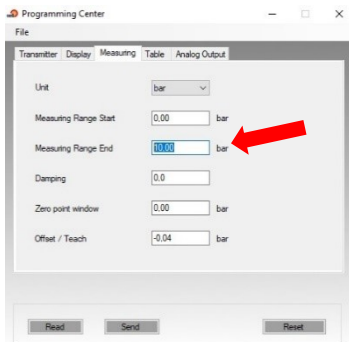 Programming Center
File
Transmitter Display Measuring Table Analog Output
Unit bar
Measuring Range Start 0,00 bar
Measuring Range End 10,00 bar
Damping 0,0
Zero point window 0,00 bar
Offset / Teach -0,04 bar
Read Send Reset